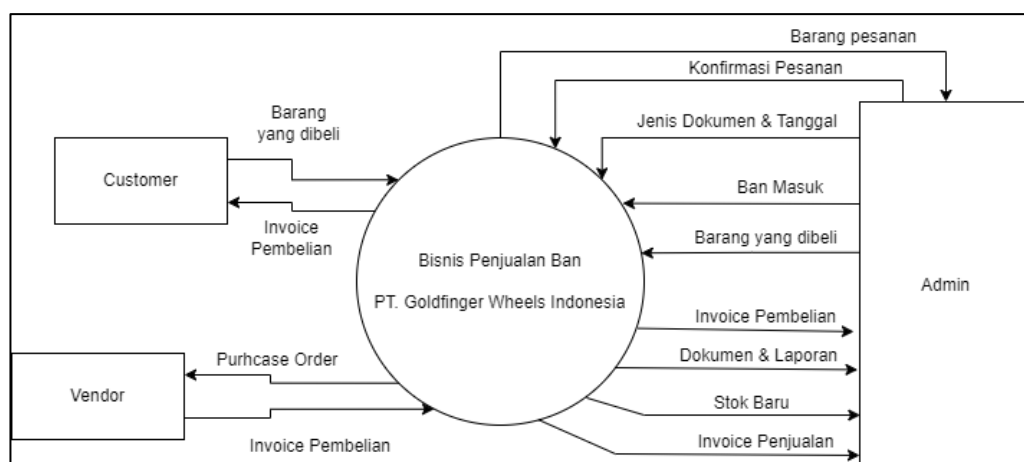 Barang pesanan
Konfirmasi Pesanan
Barang
yang dibeli
Jenis Dokumen & Tanggal
Customer
Ban Masuk
Invoice
Pembelian
Barang yang dibeli
Bisnis Penjualan Ban
PT. Goldfinger Wheels Indonesia
Admin
Invoice Pembelian
Purhcase Order
Dokumen & Laporan
Vendor
Stok Baru
Invoice Pembelian
Invoice Penjualan